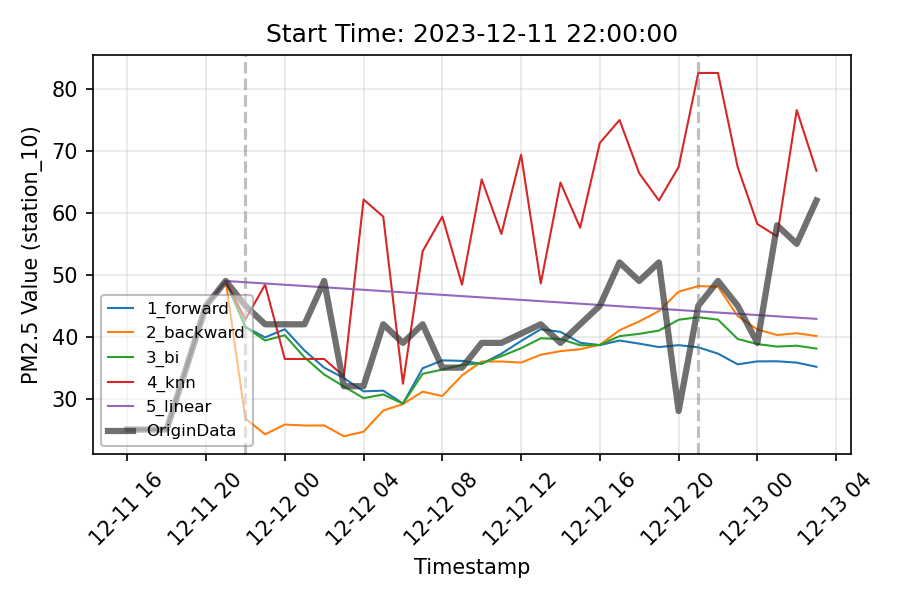 Start Time: 2023-12-11 22:00:00
PM2.5 Value (station_10)
80
70
60
50
40
30
1_forward
2_backward
3_bi
4_knn
5_linear
OriginData
12-11 16
12-11 20
12-12 00
12-12 04
12-12 08
12-12 12
12-12 16
12-12 20
12-13 00
12-13 04
Timestamp